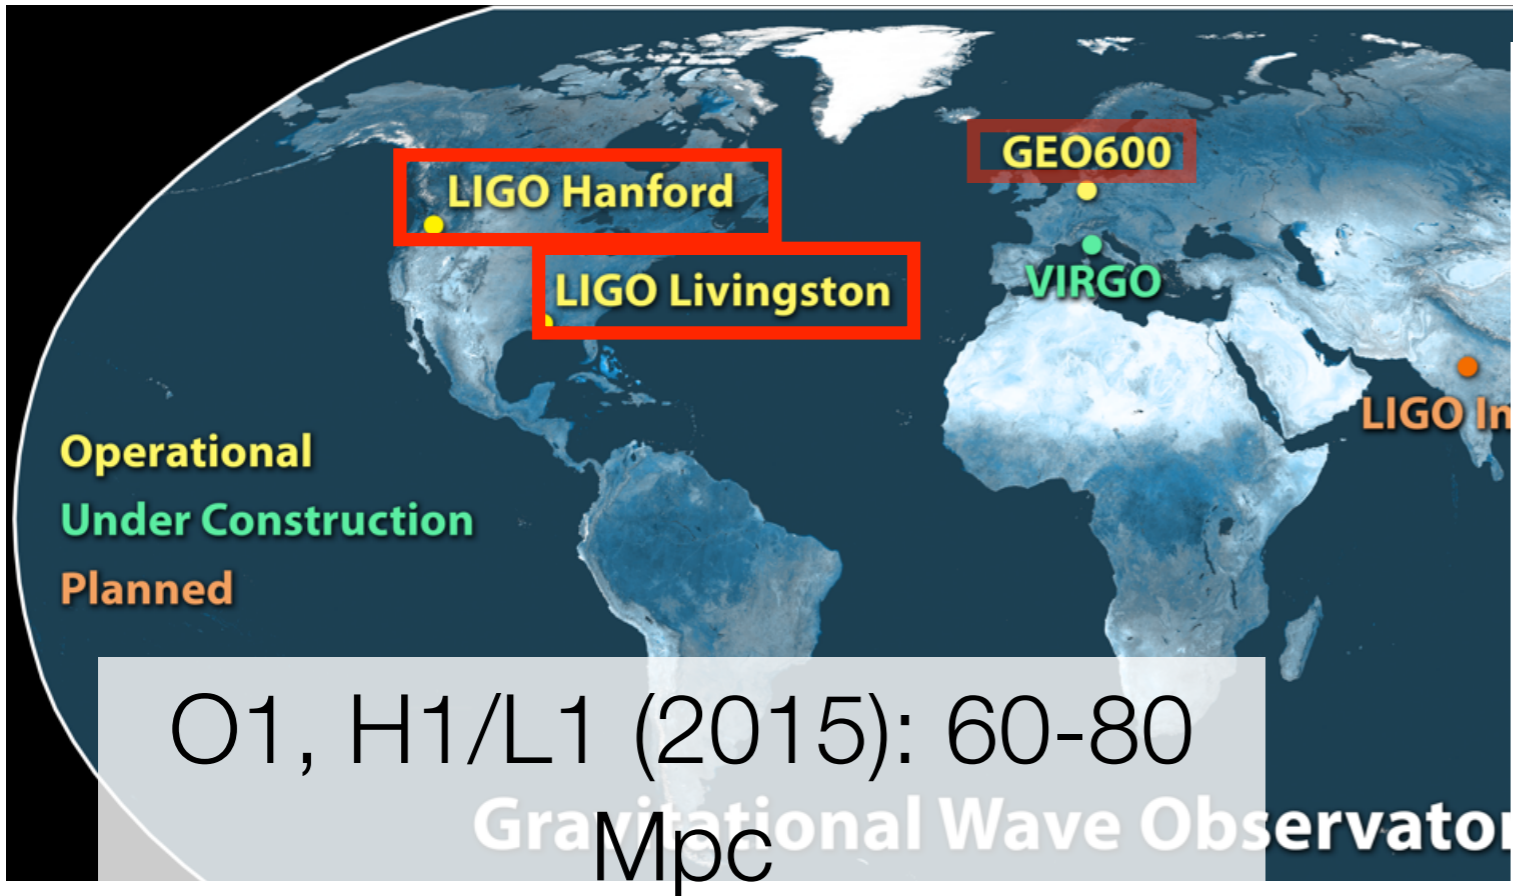 GEO600
LIGO Hanford
LIGO Livingston
VIRGO
LIGO In
Operational
Under Construction
Planned
O1, H1/L1 (2015): 60-80
Mpc
Gravitational Wave Observator